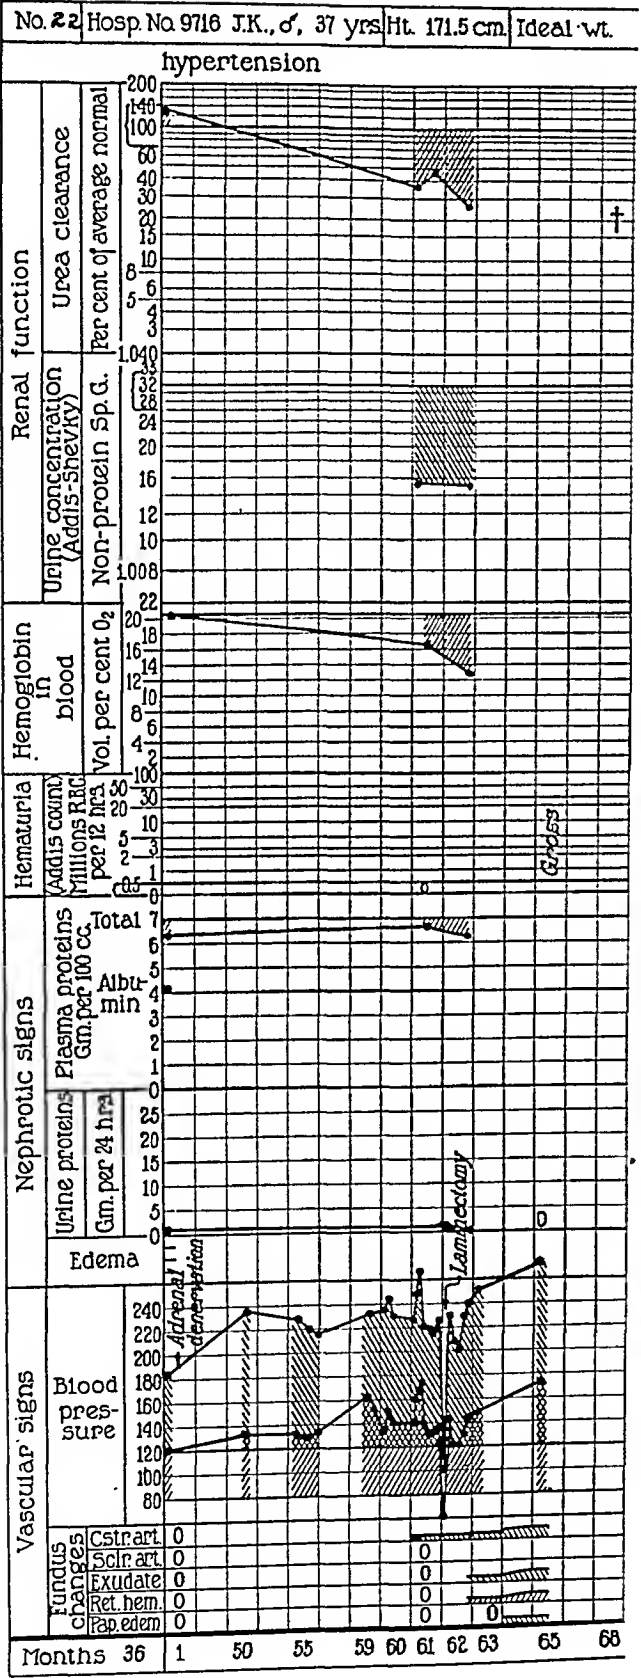 No. 22 Hosp. No. 9716 J.K., ♂, 37 yrs. Ht. 171.5 cm. Ideal wt.
hypertension
Renal function
Urea clearance
Per cent of average normal
200
140
100
60
40
30
20
15
10
8
6
5
4
3
†
Urine concentration
(Addis-Shevky)
Non-protein Sp.G.
1.040
35
32
28
24
20
16
12
10
1.008
Hemoglobin
in
blood
Vol. per cent O2
22
20
18
16
14
12
10
8
6
4
2
Hematuria
(Addis count)
Millions R.B.C.
per 12 hrs.
100
50
30
20
10
5
3
2
1
<0.5
0
0
Gross
Nephrotic signs
Plasma proteins
Gm. per 100 cc.
Total 7
6
5
Albu-
min
4
3
2
1
0
Urine proteins
Gm. per 24 hrs.
25
20
15
10
5
0
0
Laminectomy
Edema
Adrenal
denervation
Vascular signs
Blood
pres-
sure
240
220
200
180
160
140
120
100
80
Fundus
changes
Cstr. art. 0
Sclr. art. 0 0
Exudate 0 0
Ret. hem. 0 0
Pap. edem 0 0 0
Months 36 1 50 55 59 60 61 62 63 65 68